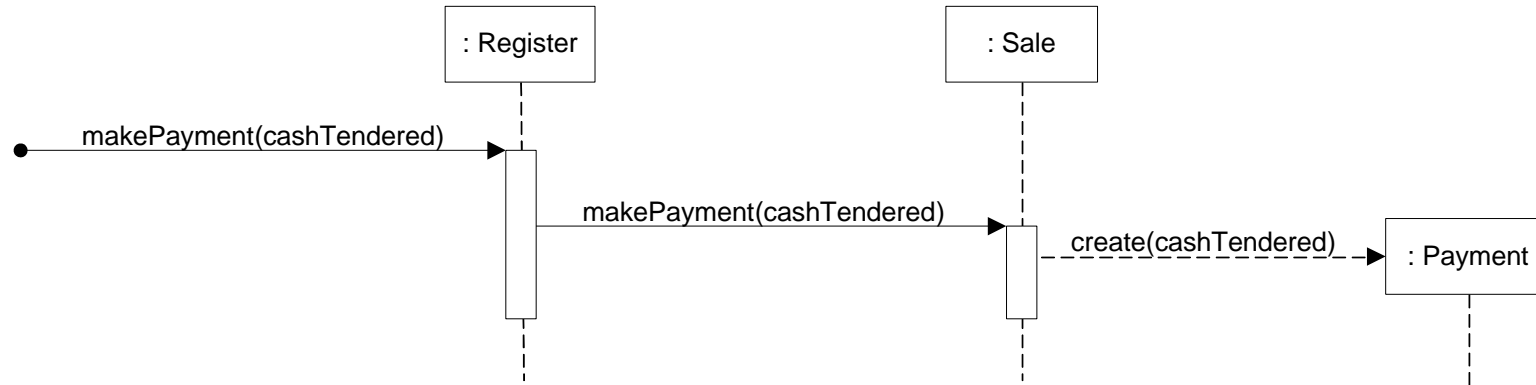 : Register
: Sale
makePayment(cashTendered)
makePayment(cashTendered)
create(cashTendered)
: Payment